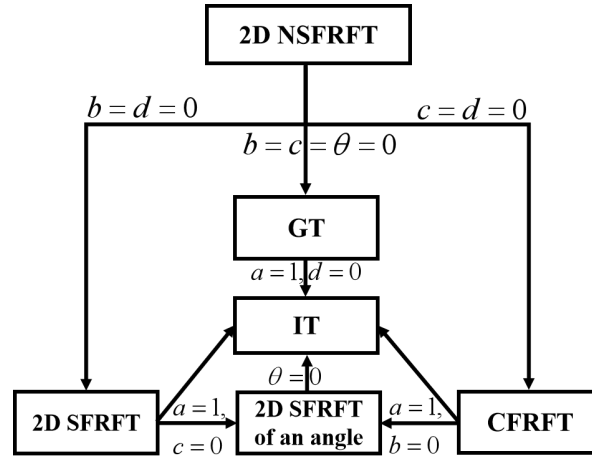 2D NSFRFT
b = d = 0
c = d = 0
b = c = θ = 0
GT
a = 1, d = 0
IT
θ = 0
2D SFRFT
a = 1,
c = 0
2D SFRFT
of an angle
a = 1,
b = 0
CFRFT